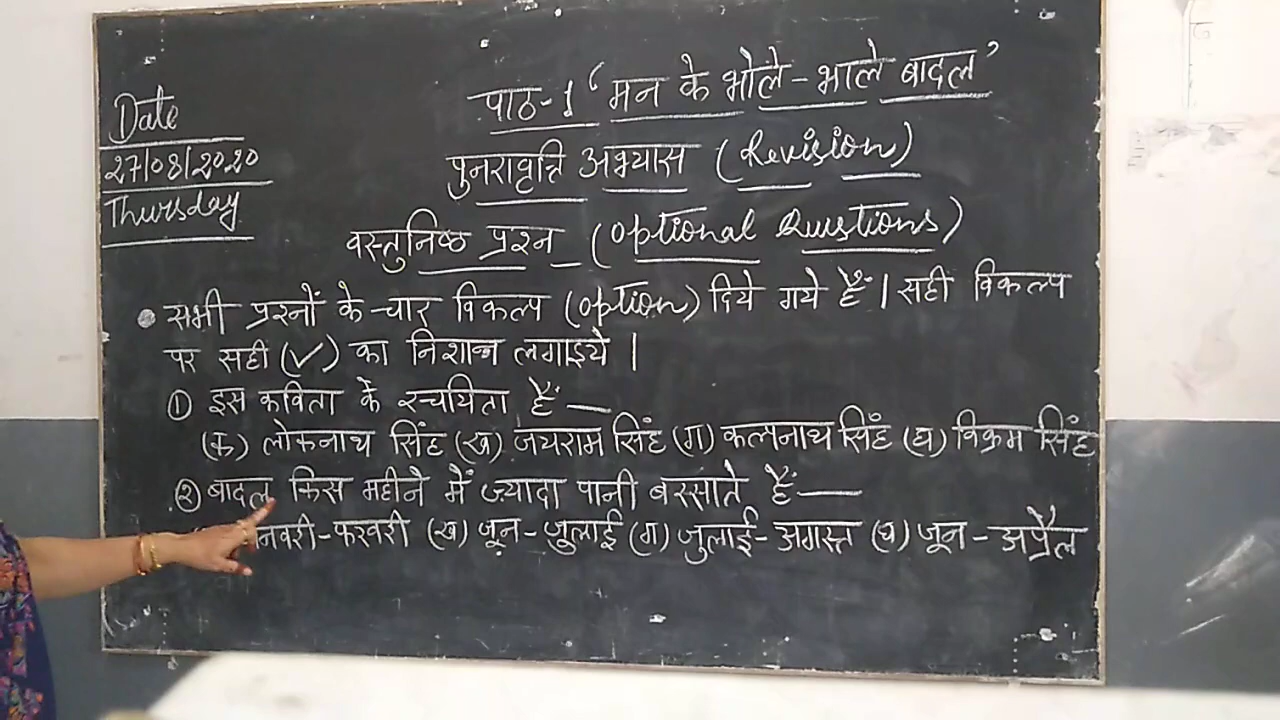 Date
27/08/2020
Thursday
पाठ-1 'मन के भोले-भाले बादल'
पुनरावृत्ति अभ्यास (Revision)
वस्तुनिष्ठ प्रश्न (Optional Questions)
• सभी प्रश्नों के चार विकल्प (option) दिये गये हैं। सही विकल्प
पर सही (✓) का निशान लगाइये।
① इस कविता के रचयिता हैं —
(क) लोकनाथ सिंह (ख) जयराम सिंह (ग) कल्पनाथ सिंह (घ) विक्रम सिंह
② बादल किस महीने में ज्यादा पानी बरसाते हैं —
नवरी-फरवरी (ख) जून-जुलाई (ग) जुलाई-अगस्त (घ) जून-अप्रैल